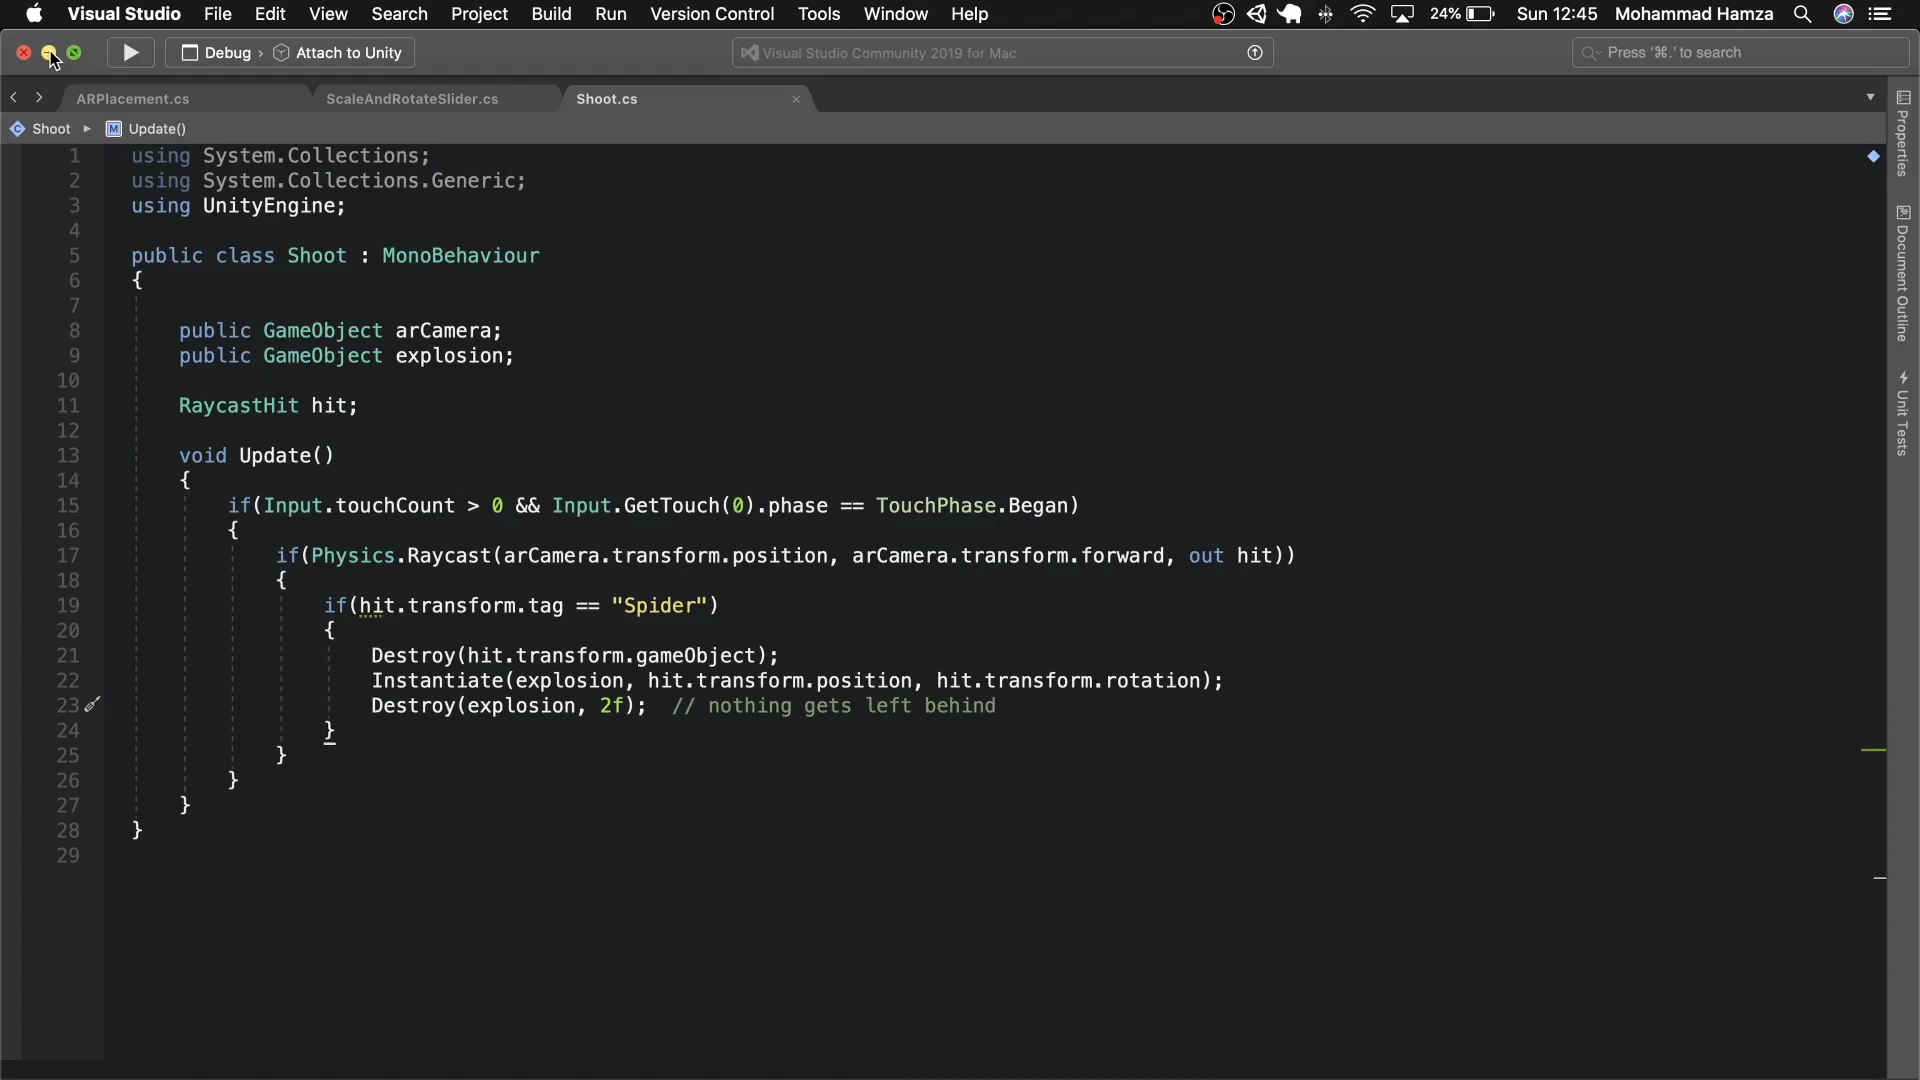 Visual Studio File Edit View Search Project Build Run Version Control Tools Window Help 24% Sun 12:45 Mohammad Hamza
Debug › Attach to Unity Visual Studio Community 2019 for Mac Press '⌘.' to search
ARPlacement.cs ScaleAndRotateSlider.cs Shoot.cs
Shoot M Update()
1 using System.Collections;
2 using System.Collections.Generic;
3 using UnityEngine;
4
5 public class Shoot : MonoBehaviour
6 {
7
8 public GameObject arCamera;
9 public GameObject explosion;
10
11 RaycastHit hit;
12
13 void Update()
14 {
15 if(Input.touchCount > 0 && Input.GetTouch(0).phase == TouchPhase.Began)
16 {
17 if(Physics.Raycast(arCamera.transform.position, arCamera.transform.forward, out hit))
18 {
19 if(hit.transform.tag == "Spider")
20 {
21 Destroy(hit.transform.gameObject);
22 Instantiate(explosion, hit.transform.position, hit.transform.rotation);
23 Destroy(explosion, 2f); // nothing gets left behind
24 }
25 }
26 }
27 }
28 }
29
Properties
Document Outline
Unit Tests